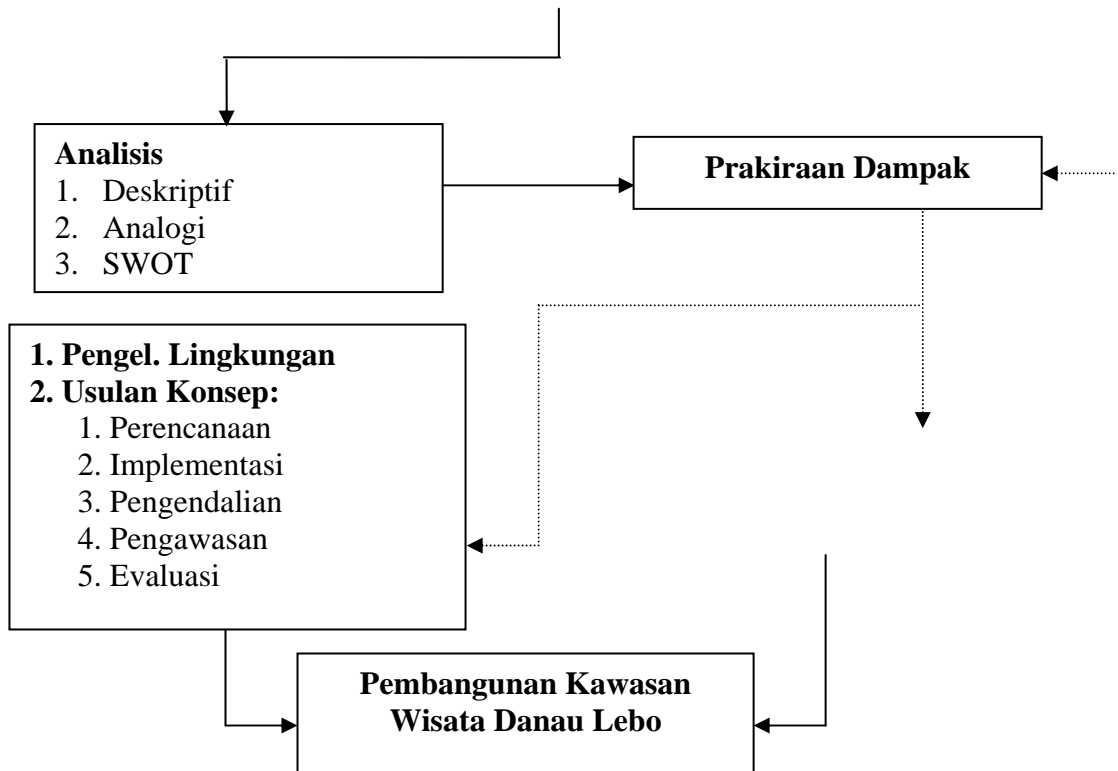 Analisis
1. Deskriptif
2. Analogi
3. SWOT
Prakiraan Dampak
1. Pengel. Lingkungan
2. Usulan Konsep:
1. Perencanaan
2. Implementasi
3. Pengendalian
4. Pengawasan
5. Evaluasi
Pembangunan Kawasan
Wisata Danau Lebo